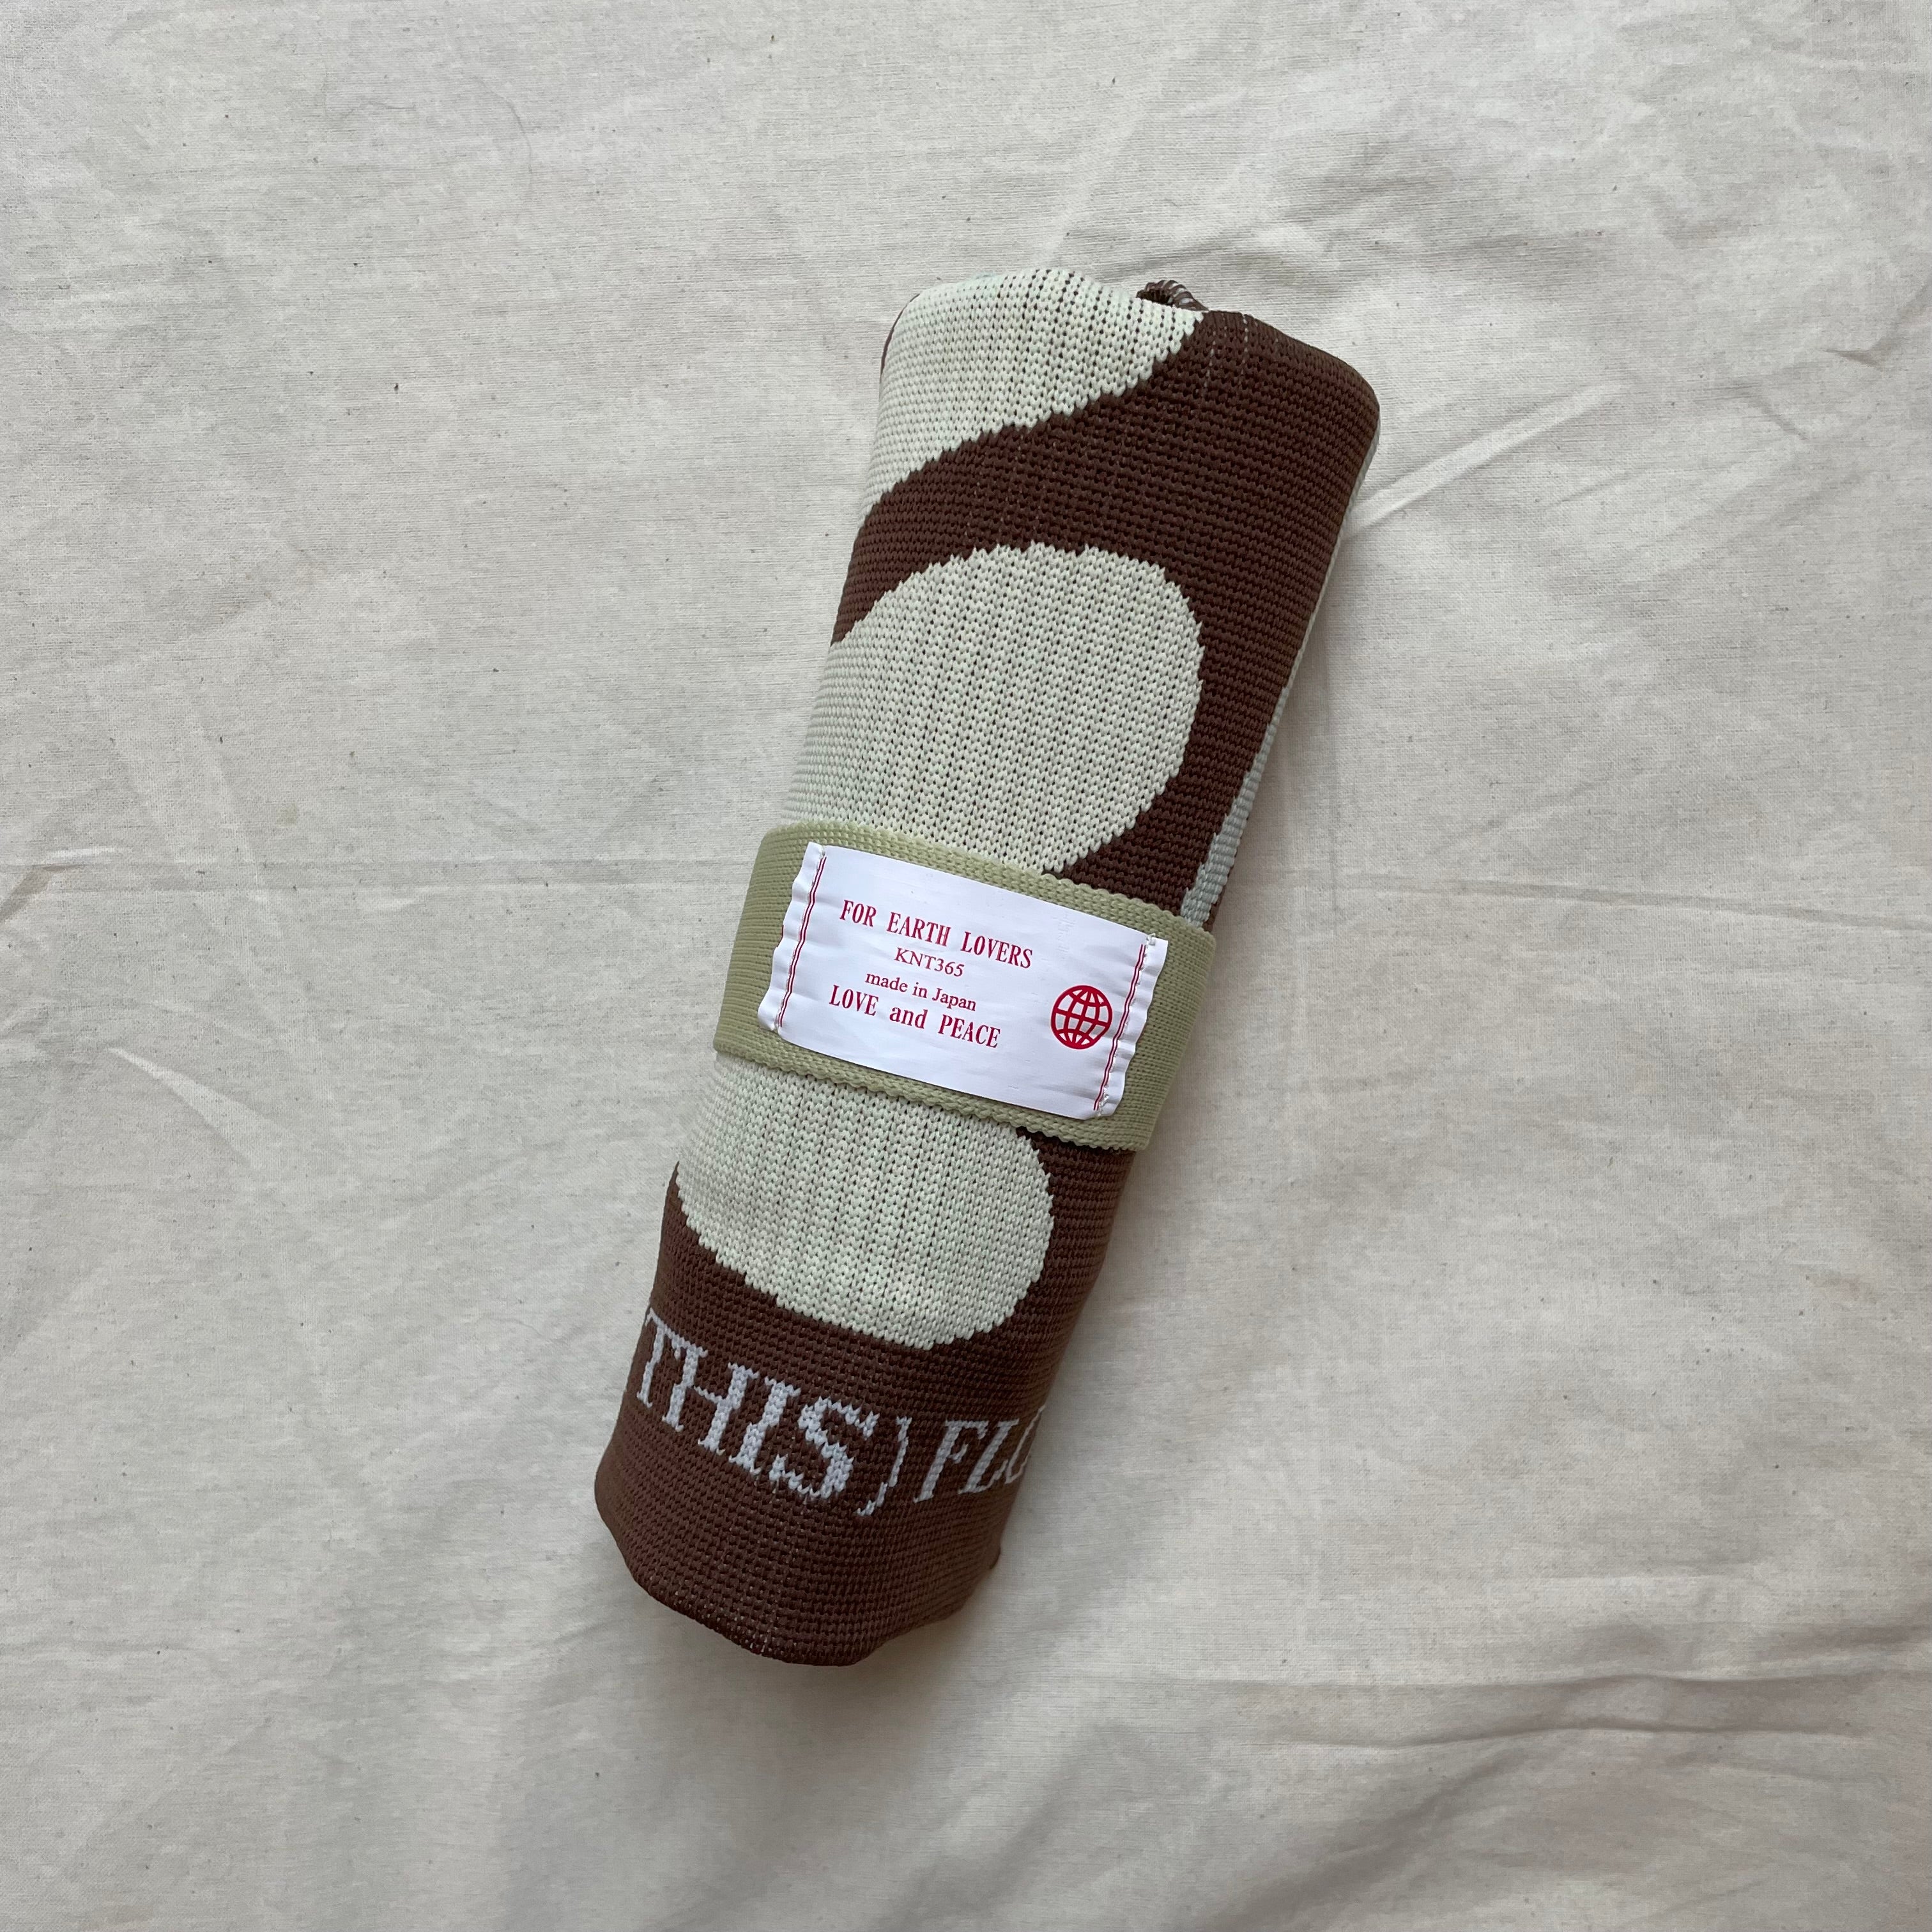 FOR EARTH LOVERS
KNT365
made in Japan
LOVE and PEACE
THIS)